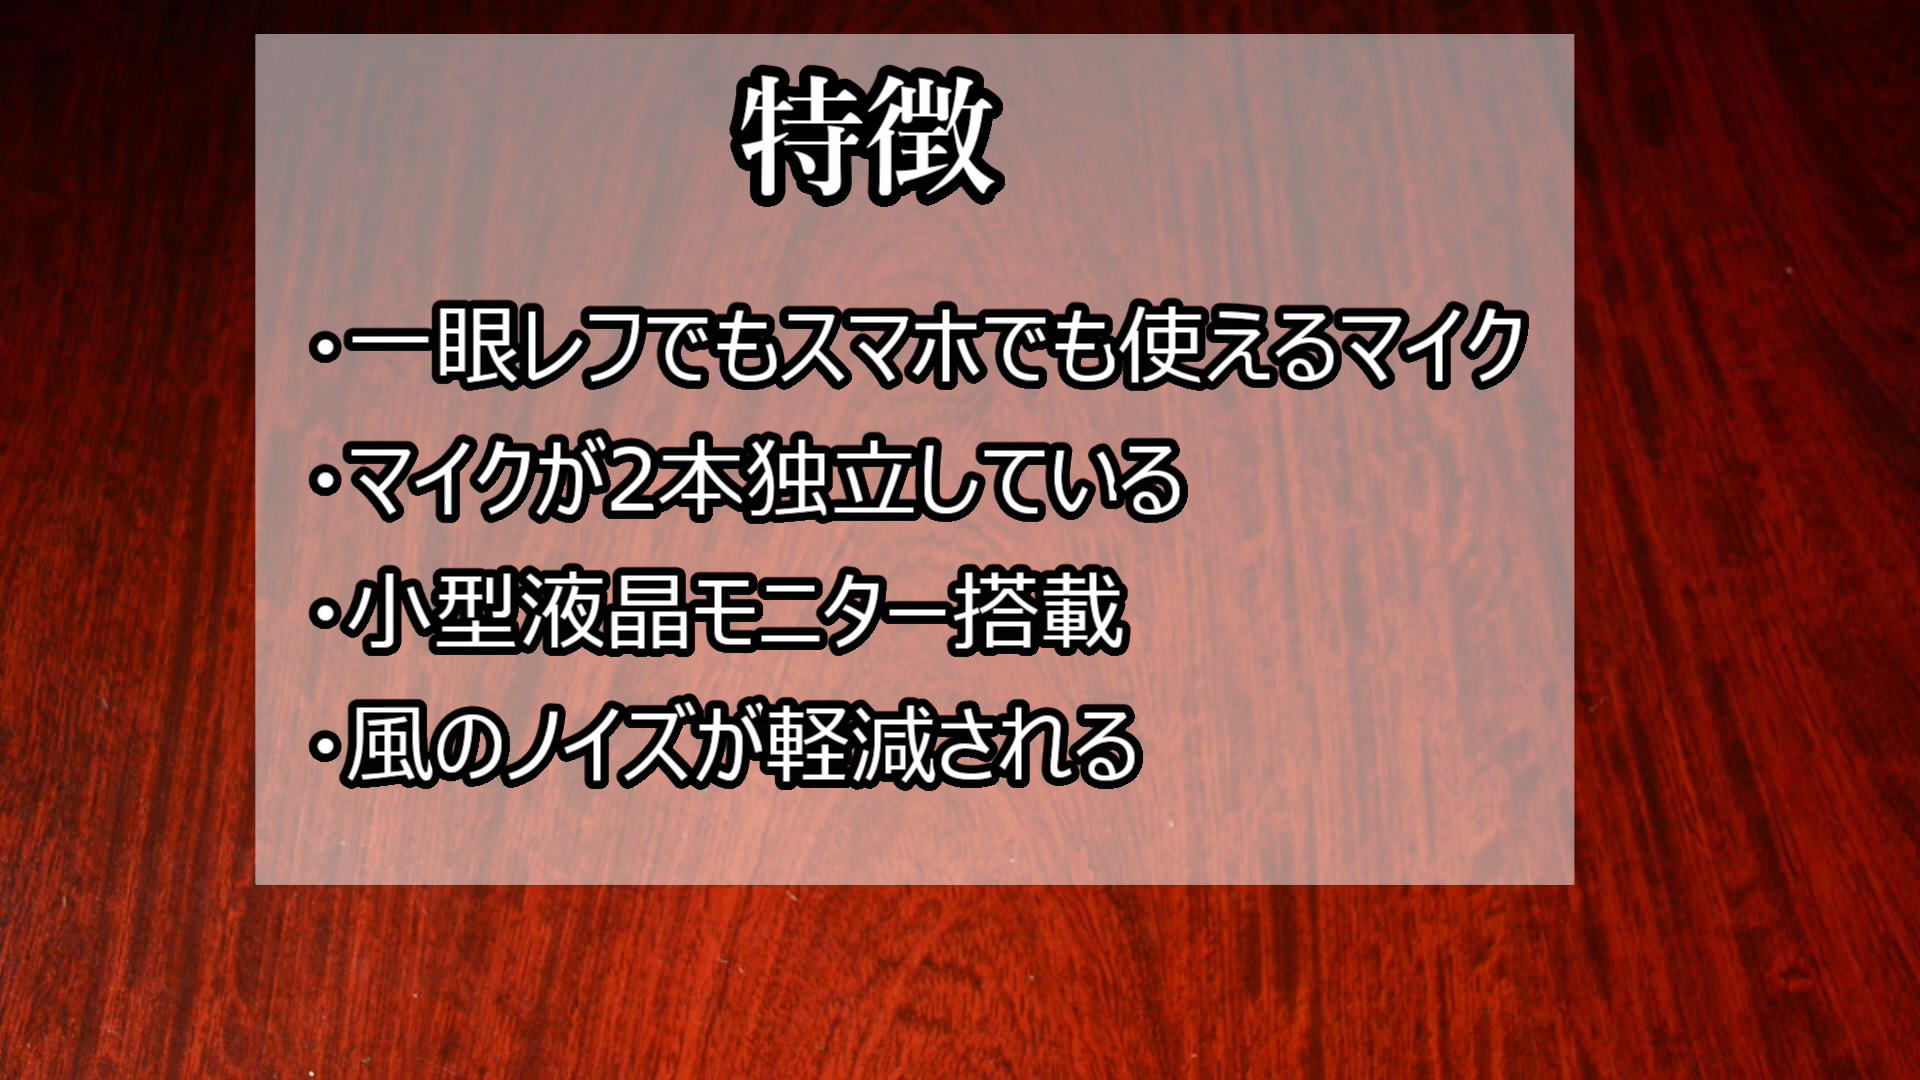 特徴
・一眼レフでもスマホでも使えるマイク
・マイクが2本独立している
・小型液晶モニター搭載
・風のノイズが軽減される